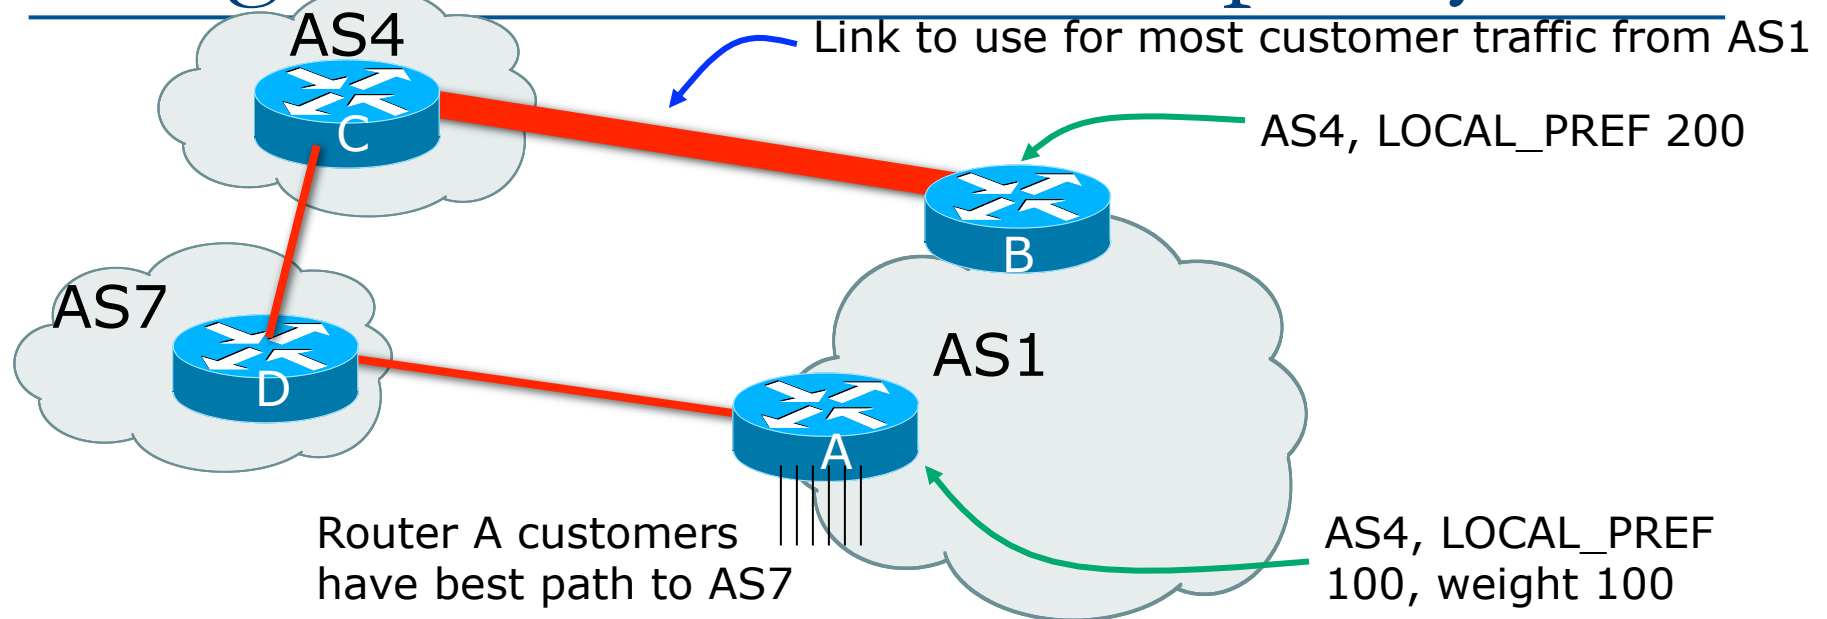 AS4
Link to use for most customer traffic from AS1
C
AS4, LOCAL_PREF 200
B
AS7
D
AS1
A
Router A customers
have best path to AS7
AS4, LOCAL_PREF
100, weight 100